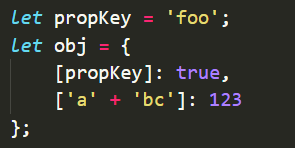 let propKey = 'foo';
let obj = {
    [propKey]: true,
    ['a' + 'bc']: 123
};